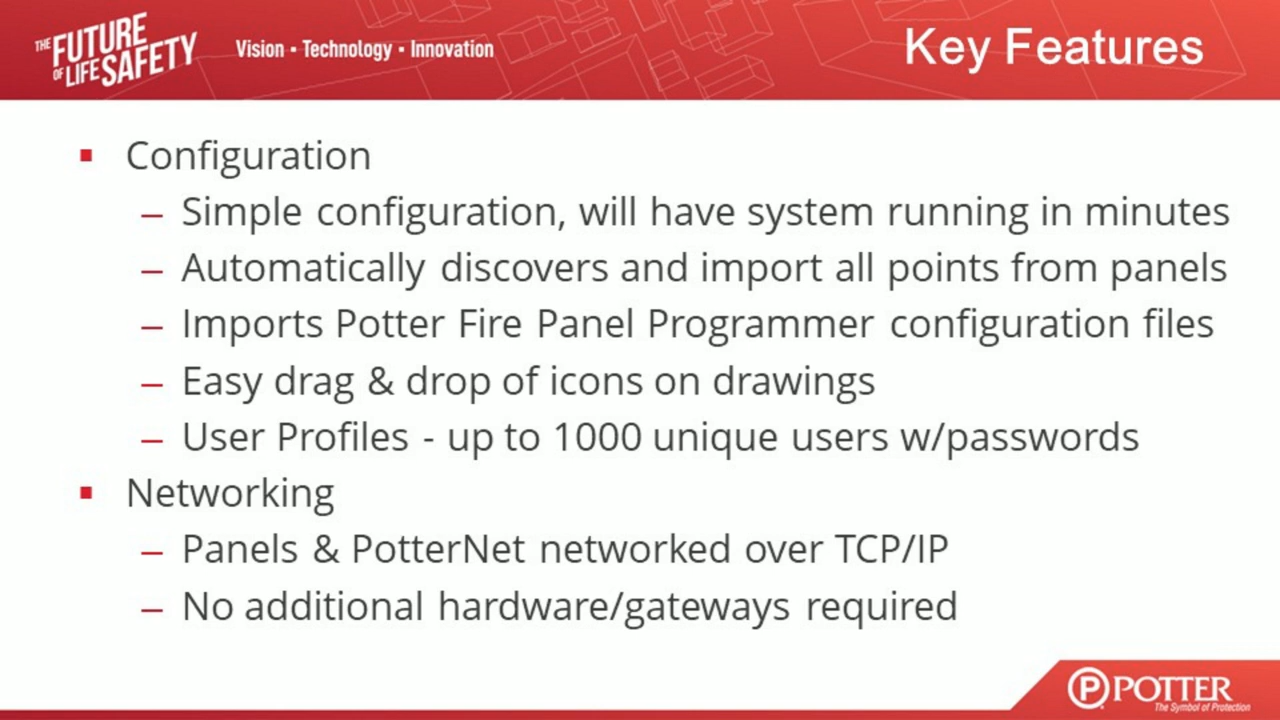 THE FUTURE
OF LIFE SAFETY
Vision ▪ Technology ▪ Innovation
Key Features
▪ Configuration
– Simple configuration, will have system running in minutes
– Automatically discovers and import all points from panels
– Imports Potter Fire Panel Programmer configuration files
– Easy drag & drop of icons on drawings
– User Profiles - up to 1000 unique users w/passwords
▪ Networking
– Panels & PotterNet networked over TCP/IP
– No additional hardware/gateways required
P POTTER
The Symbol of Protection